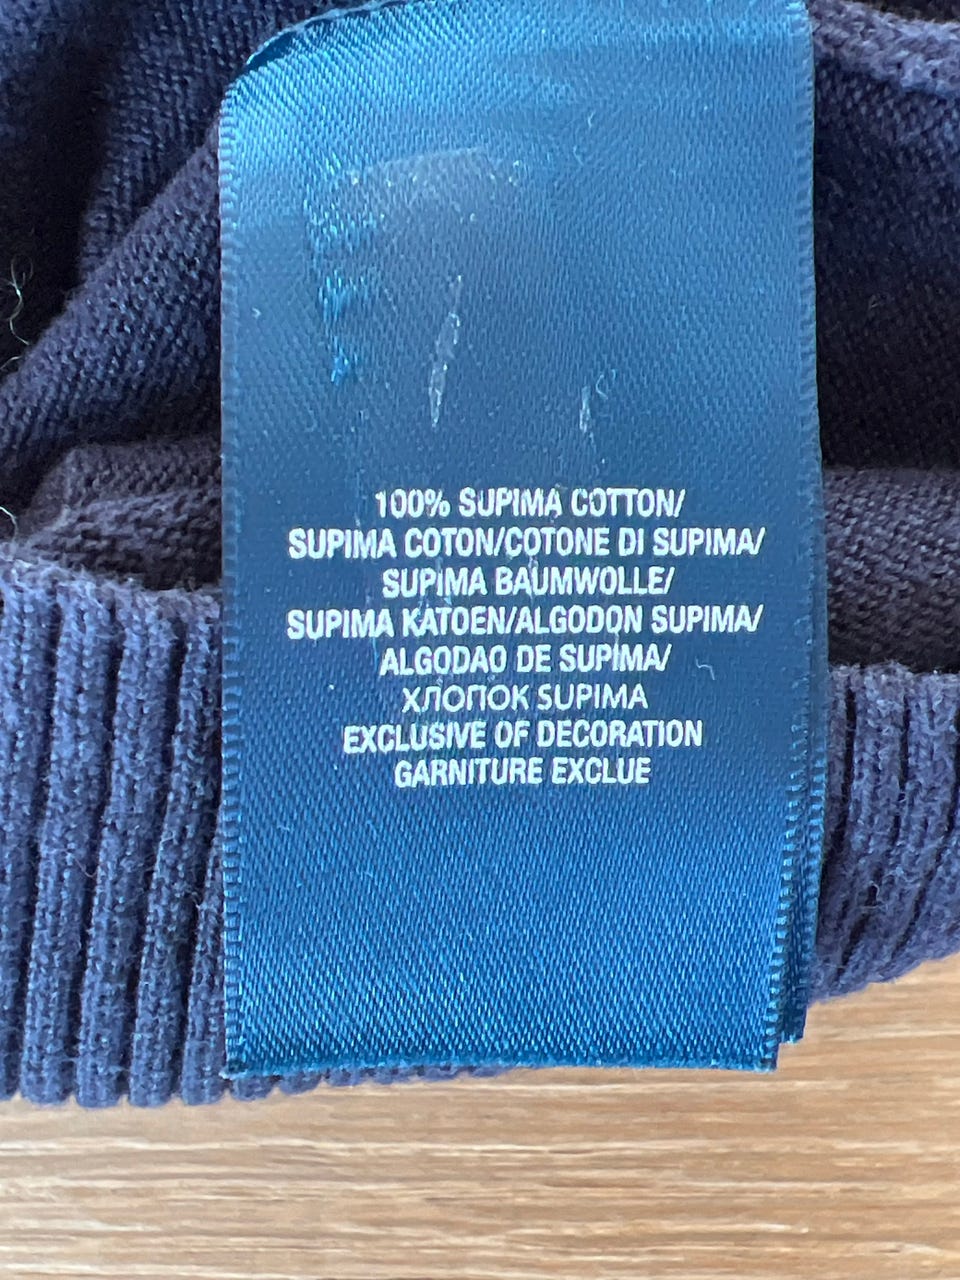 100% SUPIMA COTTON/
SUPIMA COTON/COTONE DI SUPIMA/
SUPIMA BAUMWOLLE/
SUPIMA KATOEN/ALGODON SUPIMA/
ALGODAO DE SUPIMA/
ХЛОПОК SUPIMA
EXCLUSIVE OF DECORATION
GARNITURE EXCLUE